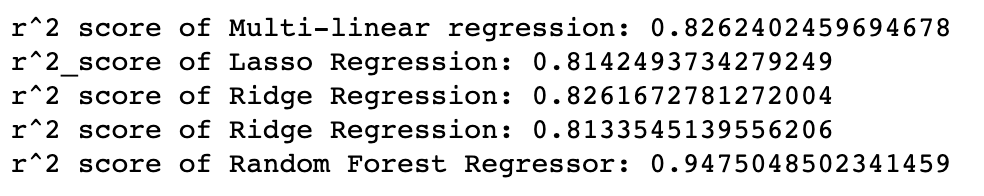 r^2 score of Multi-linear regression: 0.8262402459694678
r^2_score of Lasso Regression: 0.8142493734279249
r^2 score of Ridge Regression: 0.8261672781272004
r^2 score of Ridge Regression: 0.8133545139556206
r^2 score of Random Forest Regressor: 0.9475048502341459